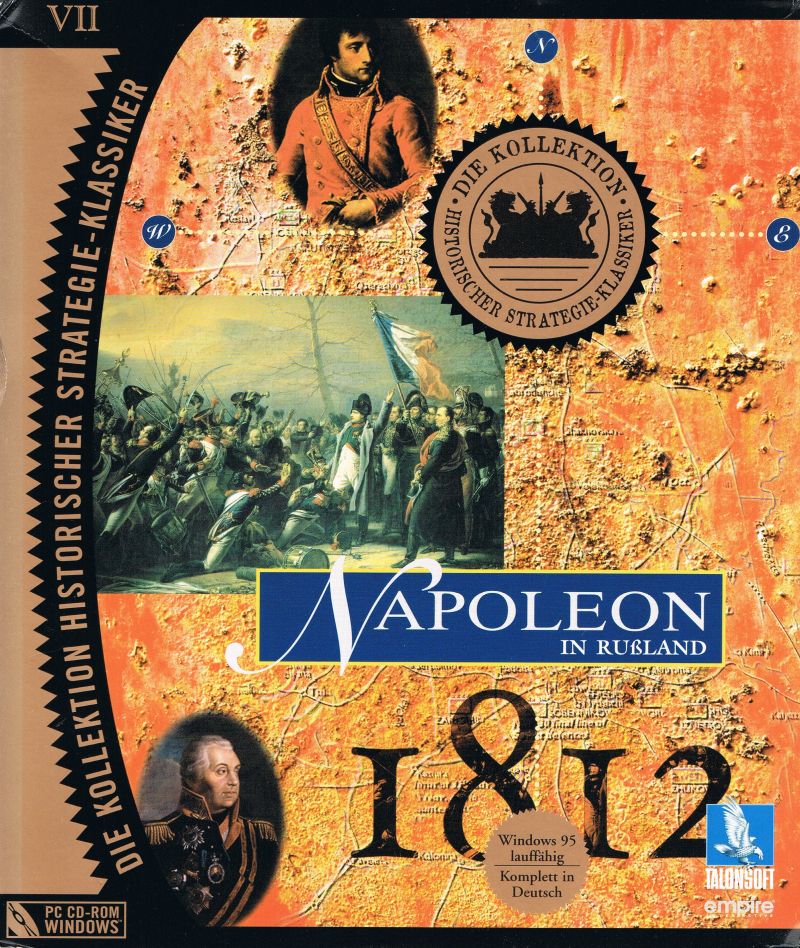 VII
DIE KOLLEKTION HISTORISCHER STRATEGIE-KLASSIKER
N
W
E
· DIE KOLLEKTION ·
HISTORISCHER STRATEGIE-KLASSIKER
NAPOLEON
IN RUßLAND
1812
Windows 95
lauffähig
Komplett in
Deutsch
TALONSOFT
empire
PC CD-ROM
WINDOWS™